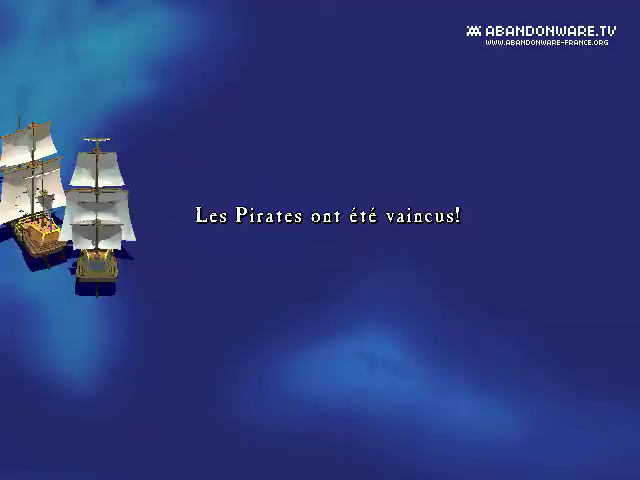 ABANDONWARE.TV
WWW.ABANDONWARE-FRANCE.ORG
Les Pirates ont été vaincus!